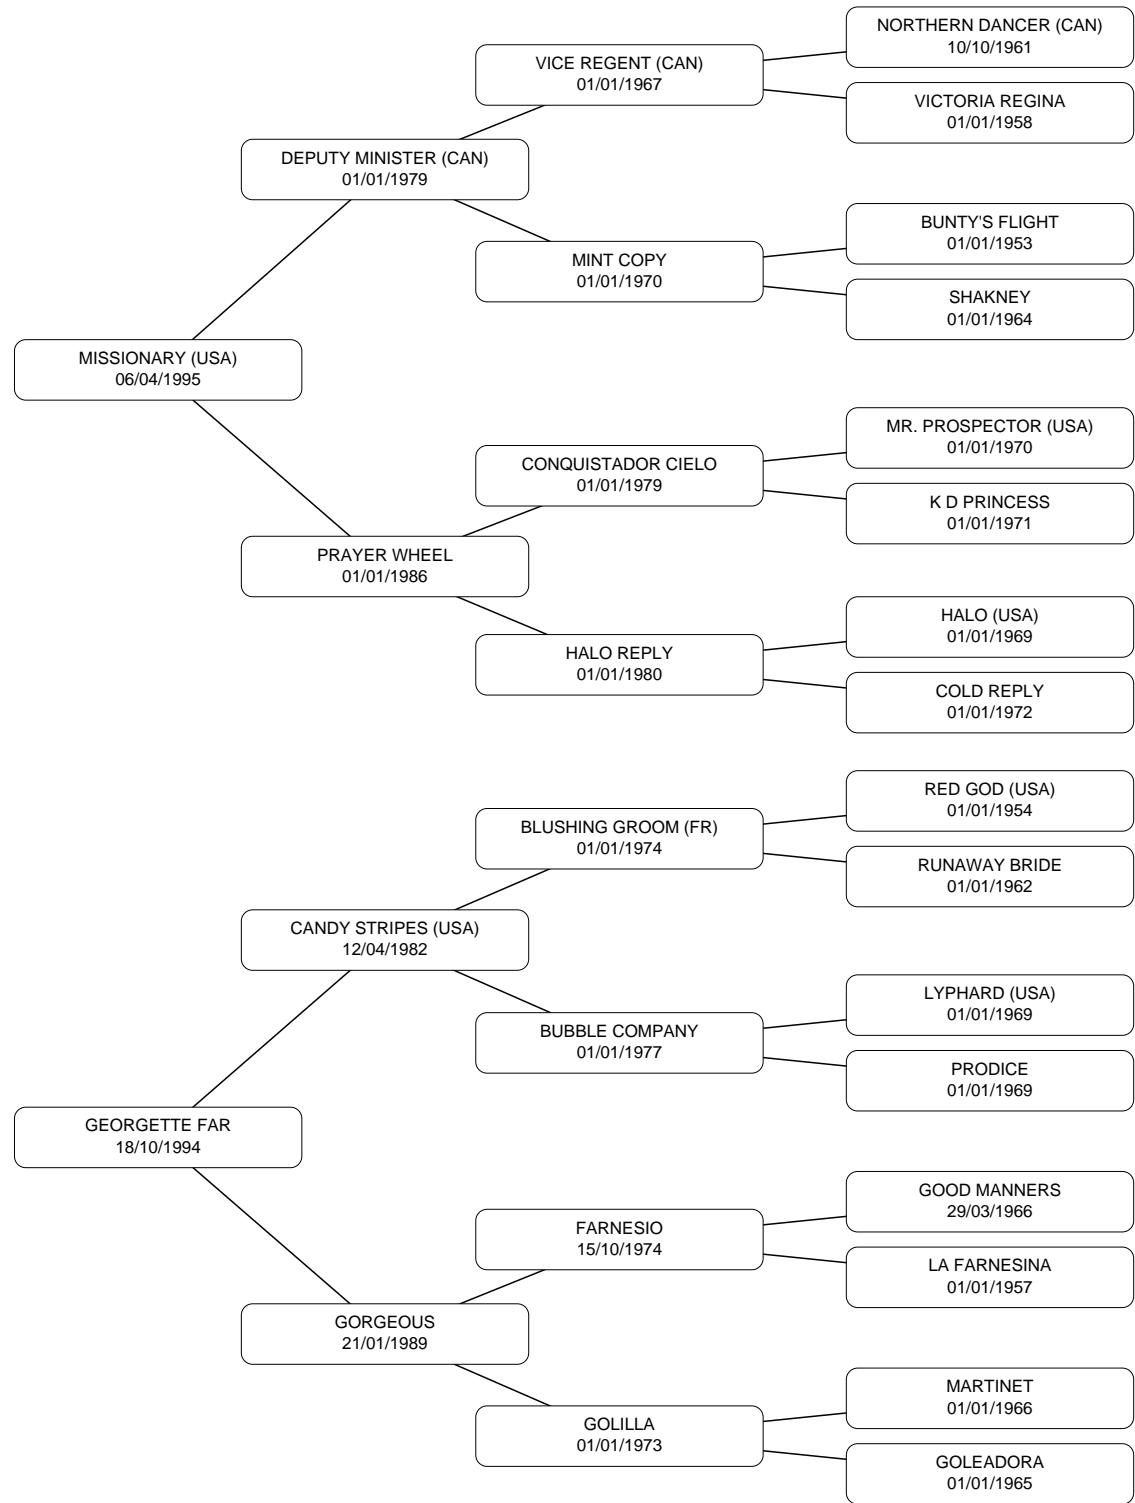 NORTHERN DANCER (CAN)
10/10/1961
VICE REGENT (CAN)
01/01/1967
VICTORIA REGINA
01/01/1958
DEPUTY MINISTER (CAN)
01/01/1979
BUNTY'S FLIGHT
01/01/1953
MINT COPY
01/01/1970
SHAKNEY
01/01/1964
MISSIONARY (USA)
06/04/1995
MR. PROSPECTOR (USA)
01/01/1970
CONQUISTADOR CIELO
01/01/1979
K D PRINCESS
01/01/1971
PRAYER WHEEL
01/01/1986
HALO (USA)
01/01/1969
HALO REPLY
01/01/1980
COLD REPLY
01/01/1972
RED GOD (USA)
01/01/1954
BLUSHING GROOM (FR)
01/01/1974
RUNAWAY BRIDE
01/01/1962
CANDY STRIPES (USA)
12/04/1982
LYPHARD (USA)
01/01/1969
BUBBLE COMPANY
01/01/1977
PRODICE
01/01/1969
GEORGETTE FAR
18/10/1994
GOOD MANNERS
29/03/1966
FARNESIO
15/10/1974
LA FARNESINA
01/01/1957
GORGEOUS
21/01/1989
MARTINET
01/01/1966
GOLILLA
01/01/1973
GOLEADORA
01/01/1965